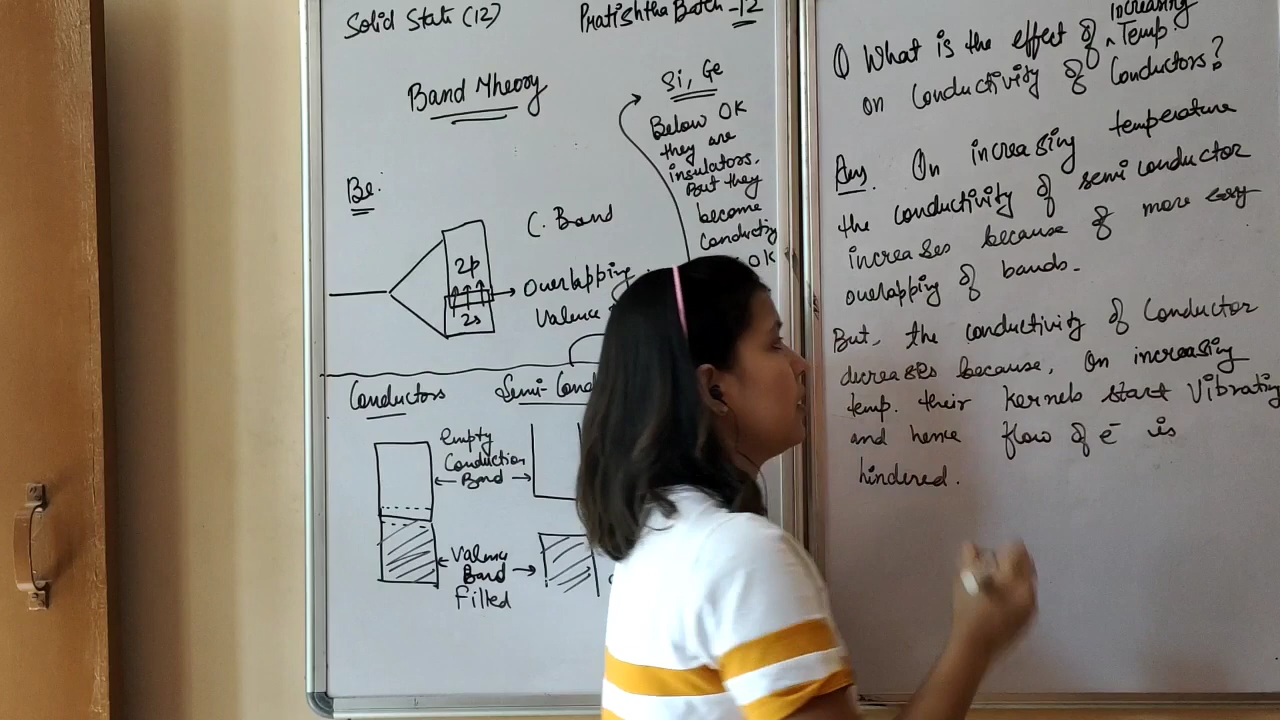 Solid State (12)
Pratishtha Batch - 12
Band Theory
Si, Ge
Below OK
they are
insulators.
But they
become
Conducting
OK
Be:
C. Band
2p
Overlapping
2s
Valence
Conductors
Semi-Cond
empty
Conduction
Band
Valence
Band
filled
Increasing
Q What is the effect of ^ Temp.
on Conductivity of Conductors?
Ans. On increasing temperature
the conductivity of semi conductor
increases because of more easy
overlapping of bands.
But, the conductivity of Conductor
decreases because, On increasing
temp. their kernels start Vibrating
and hence flow of e⁻ is
hindered.